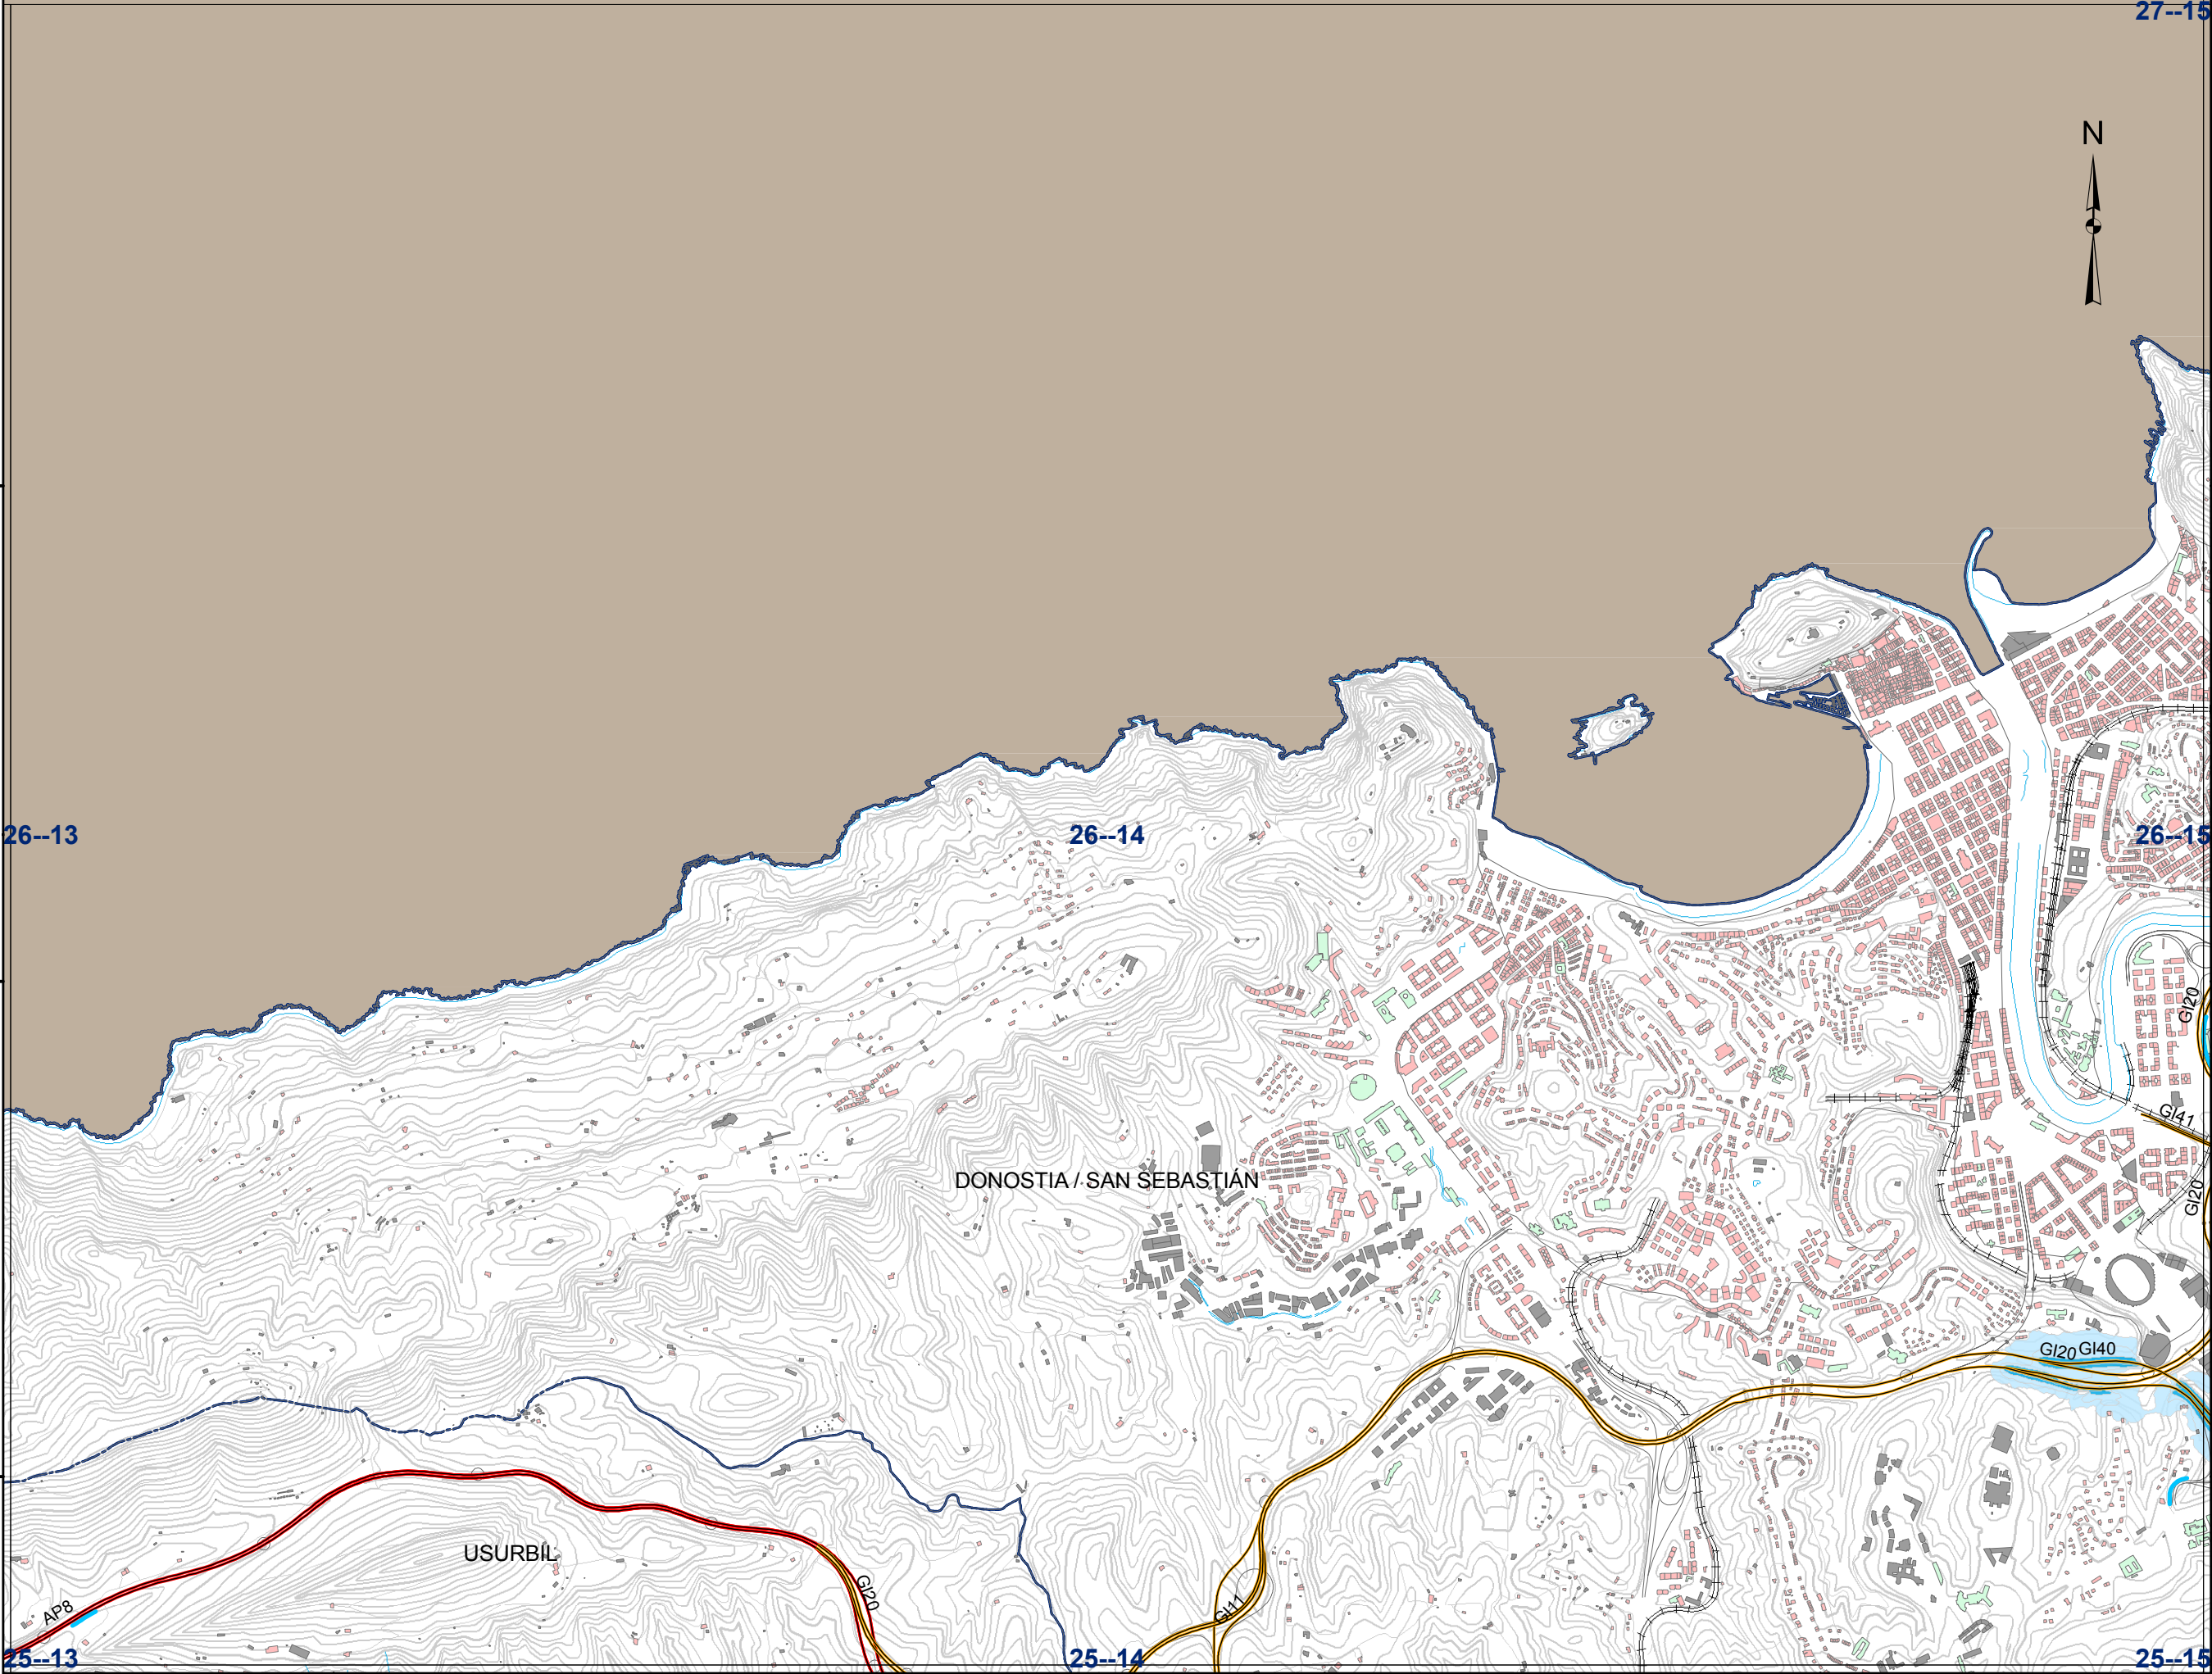 27--15
N
26--13
26--14
26--15
GI20
GI41
DONOSTIA / SAN SEBASTIÁN
GI20
GI20 GI40
USURBIL
AP8
GI20
GI11
25--13
25--14
25--15